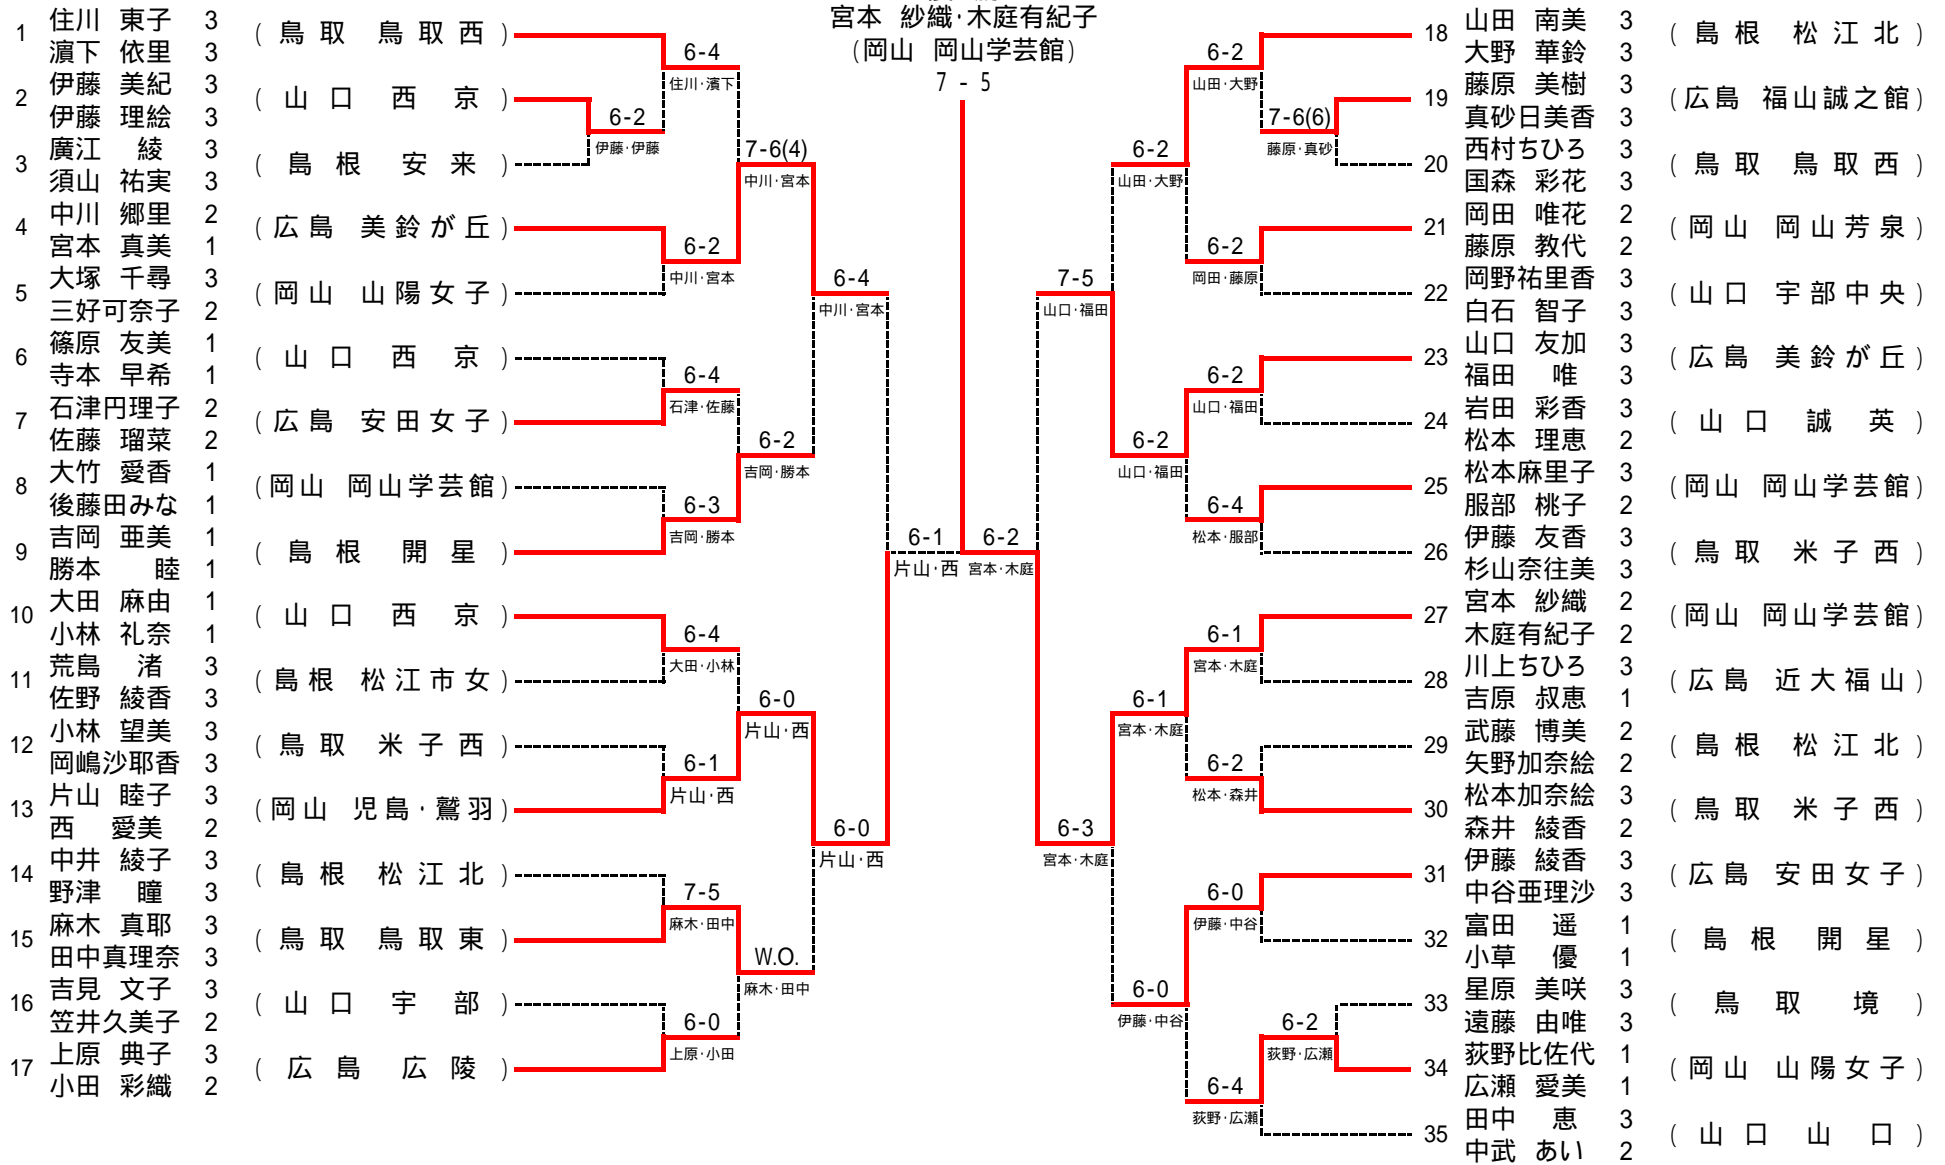 宮本 紗織・木庭有紀子
(岡山 岡山学芸館)
7 - 5
1 住川 東子 3 濵下 依里 3 (鳥取 鳥取西)
2 伊藤 美紀 3 伊藤 理絵 3 (山口 西京)
3 廣江 綾 3 須山 祐実 3 (島根 安来)
4 中川 郷里 2 宮本 真美 1 (広島 美鈴が丘)
5 大塚 千尋 3 三好可奈子 2 (岡山 山陽女子)
6 篠原 友美 1 寺本 早希 1 (山口 西京)
7 石津円理子 2 佐藤 瑠菜 2 (広島 安田女子)
8 大竹 愛香 1 後藤田みな 1 (岡山 岡山学芸館)
9 吉岡 亜美 1 勝本 睦 1 (島根 開星)
10 大田 麻由 1 小林 礼奈 1 (山口 西京)
11 荒島 渚 3 佐野 綾香 3 (島根 松江市女)
12 小林 望美 3 岡嶋沙耶香 3 (鳥取 米子西)
13 片山 睦子 3 西 愛美 2 (岡山 児島・鷲羽)
14 中井 綾子 3 野津 瞳 3 (島根 松江北)
15 麻木 真耶 3 田中真理奈 3 (鳥取 鳥取東)
16 吉見 文子 3 笠井久美子 2 (山口 宇部)
17 上原 典子 3 小田 彩織 2 (広島 広陵)
6-4
住川・濵下
6-2
伊藤・伊藤
7-6(4)
中川・宮本
6-2
中川・宮本
6-4
中川・宮本
6-4
石津・佐藤
6-2
吉岡・勝本
6-3
吉岡・勝本
6-1
片山・西
6-4
大田・小林
6-0
片山・西
6-1
片山・西
6-0
片山・西
7-5
麻木・田中
W.O.
麻木・田中
6-0
上原・小田
6-2
宮本・木庭
6-2
山田・大野
7-6(6)
藤原・真砂
6-2
山田・大野
6-2
岡田・藤原
7-5
山口・福田
6-2
山口・福田
6-2
山口・福田
6-4
松本・服部
6-1
宮本・木庭
6-1
宮本・木庭
6-2
松本・森井
6-3
宮本・木庭
6-0
伊藤・中谷
6-0
伊藤・中谷
6-2
荻野・広瀬
6-4
荻野・広瀬
18 山田 南美 3 大野 華鈴 3 (島根 松江北)
19 藤原 美樹 3 真砂日美香 3 (広島 福山誠之館)
20 西村ちひろ 3 国森 彩花 3 (鳥取 鳥取西)
21 岡田 唯花 2 藤原 教代 2 (岡山 岡山芳泉)
22 岡野祐里香 3 白石 智子 3 (山口 宇部中央)
23 山口 友加 3 福田 唯 3 (広島 美鈴が丘)
24 岩田 彩香 3 松本 理恵 2 (山口 誠英)
25 松本麻里子 3 服部 桃子 2 (岡山 岡山学芸館)
26 伊藤 友香 3 杉山奈往美 3 (鳥取 米子西)
27 宮本 紗織 2 木庭有紀子 2 (岡山 岡山学芸館)
28 川上ちひろ 3 吉原 叔恵 1 (広島 近大福山)
29 武藤 博美 2 矢野加奈絵 2 (島根 松江北)
30 松本加奈絵 3 森井 綾香 2 (鳥取 米子西)
31 伊藤 綾香 3 中谷亜理沙 3 (広島 安田女子)
32 富田 遥 1 小草 優 1 (島根 開星)
33 星原 美咲 3 遠藤 由唯 3 (鳥取 境)
34 荻野比佐代 1 広瀬 愛美 1 (岡山 山陽女子)
35 田中 恵 3 中武 あい 2 (山口 山口)